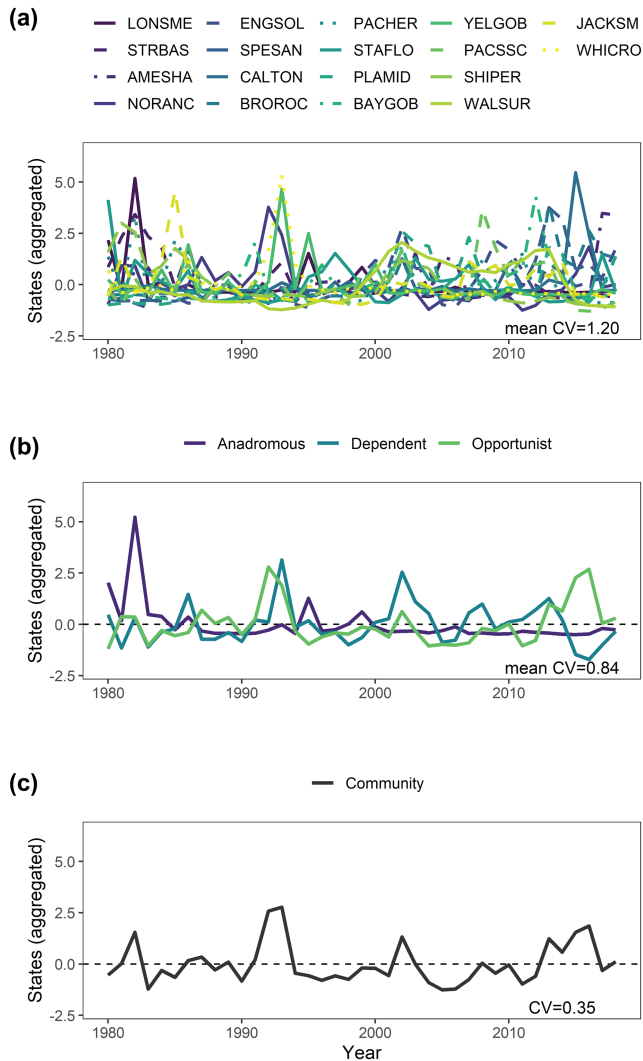 (a)
LONSME ENGSOL PACHER YELGOB JACKSM
STRBAS SPESAN STAFLO PACSSC WHICRO
AMESHA CALTON PLAMID SHIPER
NORANC BROROC BAYGOB WALSUR
States (aggregated)
5.0
2.5
0.0
-2.5
mean CV=1.20
1980 1990 2000 2010
(b)
Anadromous Dependent Opportunist
States (aggregated)
5.0
2.5
0.0
-2.5
mean CV=0.84
1980 1990 2000 2010
(c)
Community
States (aggregated)
5.0
2.5
0.0
-2.5
CV=0.35
1980 1990 2000 2010
Year